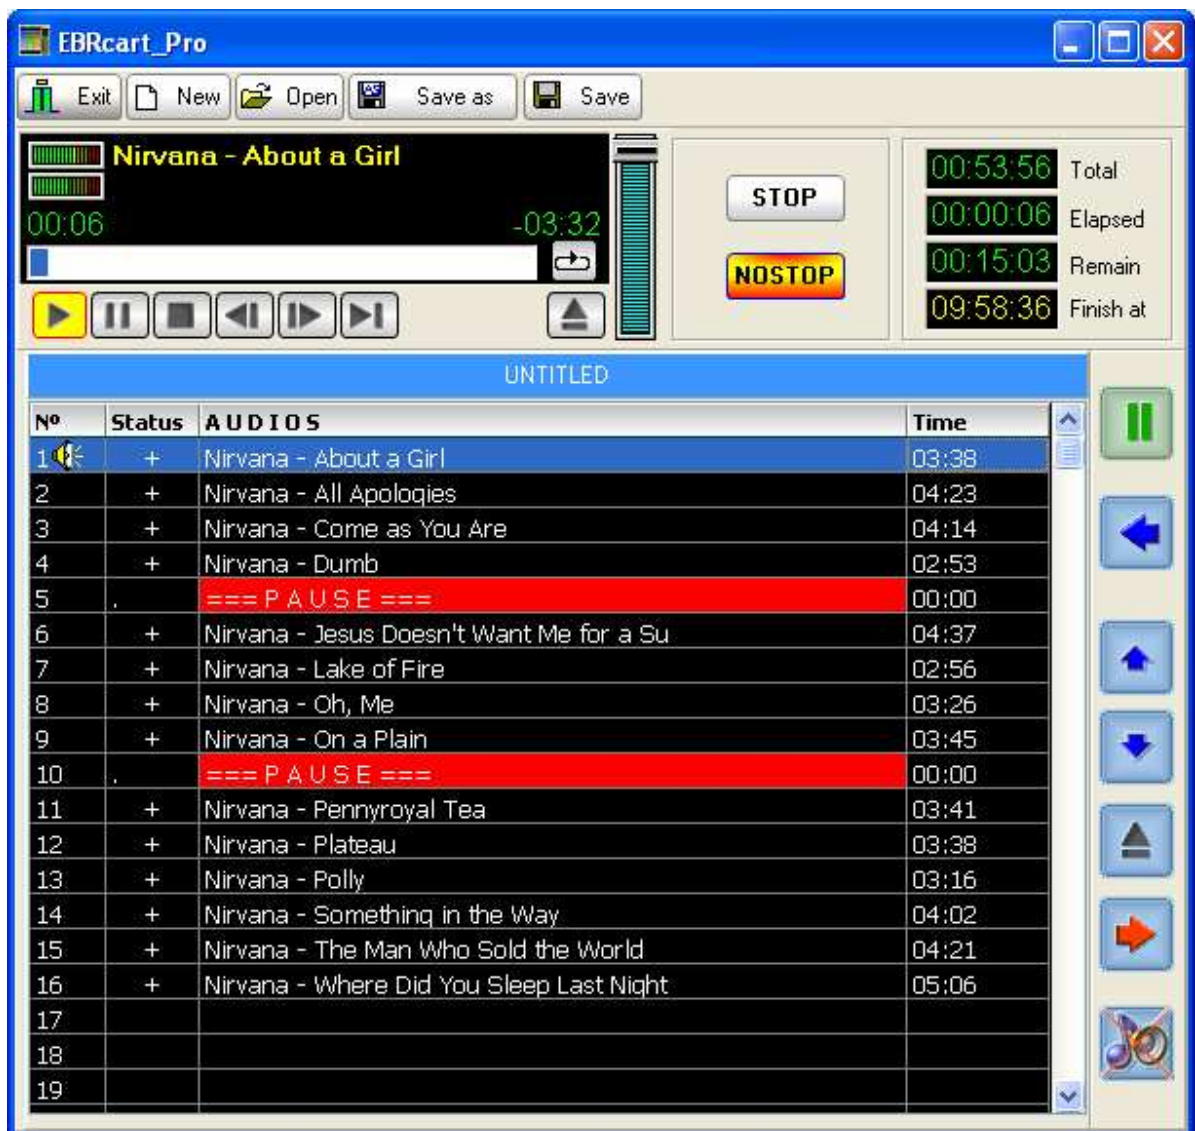 EBRcart_Pro
Exit New Open Save as Save
Nirvana - About a Girl
00:06 -03:32
STOP
NOSTOP
00:53:56 Total
00:00:06 Elapsed
00:15:03 Remain
09:58:36 Finish at
UNTITLED
Nº Status A U D I O S Time
1 + Nirvana - About a Girl 03:38
2 + Nirvana - All Apologies 04:23
3 + Nirvana - Come as You Are 04:14
4 + Nirvana - Dumb 02:53
5 . === P A U S E === 00:00
6 + Nirvana - Jesus Doesn't Want Me for a Su 04:37
7 + Nirvana - Lake of Fire 02:56
8 + Nirvana - Oh, Me 03:26
9 + Nirvana - On a Plain 03:45
10 . === P A U S E === 00:00
11 + Nirvana - Pennyroyal Tea 03:41
12 + Nirvana - Plateau 03:38
13 + Nirvana - Polly 03:16
14 + Nirvana - Something in the Way 04:02
15 + Nirvana - The Man Who Sold the World 04:21
16 + Nirvana - Where Did You Sleep Last Night 05:06
17
18
19